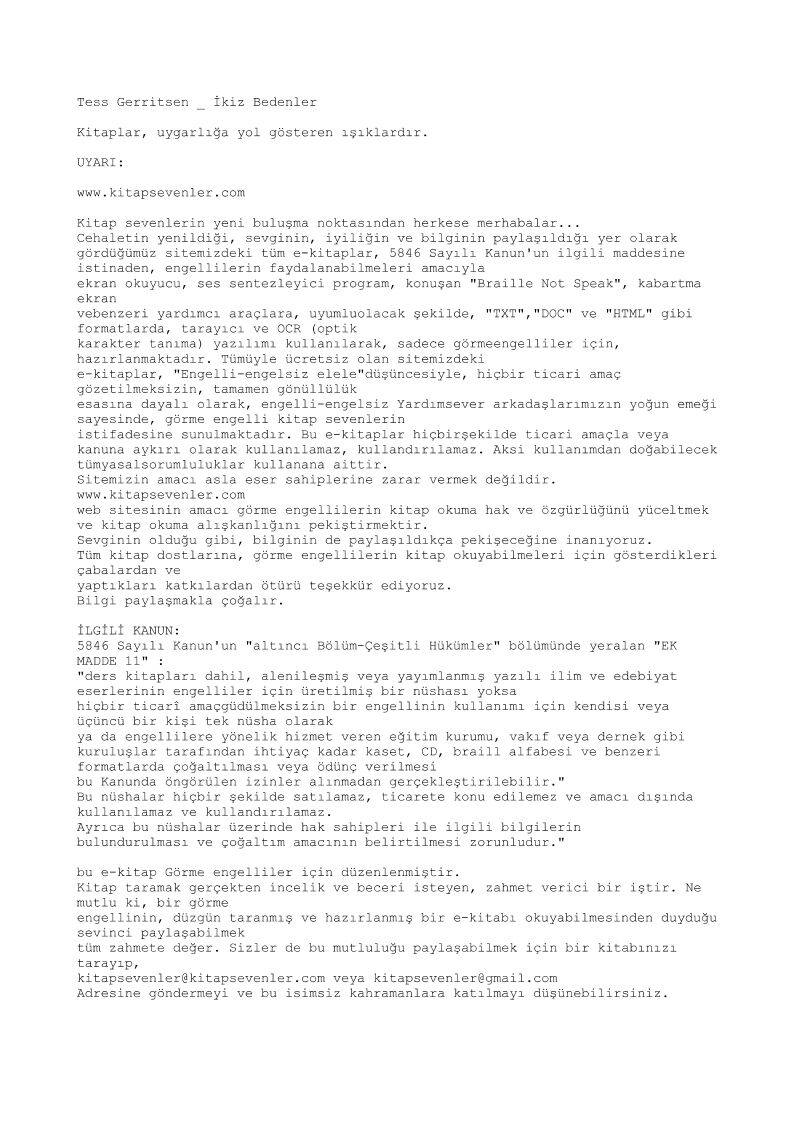 Tess Gerritsen _ İkiz Bedenler
Kitaplar, uygarlığa yol gösteren ışıklardır.
UYARI:
www.kitapsevenler.com
Kitap sevenlerin yeni buluşma noktasından herkese merhabalar...
Cehaletin yenildiği, sevginin, iyiliğin ve bilginin paylaşıldığı yer olarak
gördüğümüz sitemizdeki tüm e-kitaplar, 5846 Sayılı Kanun'un ilgili maddesine
istinaden, engellilerin faydalanabilmeleri amacıyla
ekran okuyucu, ses sentezleyici program, konuşan "Braille Not Speak", kabartma
ekran
vebenzeri yardımcı araçlara, uyumluolacak şekilde, "TXT","DOC" ve "HTML" gibi
formatlarda, tarayıcı ve OCR (optik
karakter tanıma) yazılımı kullanılarak, sadece görmeengelliler için,
hazırlanmaktadır. Tümüyle ücretsiz olan sitemizdeki
e-kitaplar, "Engelli-engelsiz elele"düşüncesiyle, hiçbir ticari amaç
gözetilmeksizin, tamamen gönüllülük
esasına dayalı olarak, engelli-engelsiz Yardımsever arkadaşlarımızın yoğun emeği
sayesinde, görme engelli kitap sevenlerin
istifadesine sunulmaktadır. Bu e-kitaplar hiçbirşekilde ticari amaçla veya
kanuna aykırı olarak kullanılamaz, kullandırılamaz. Aksi kullanımdan doğabilecek
tümyasalsorumluluklar kullanana aittir.
Sitemizin amacı asla eser sahiplerine zarar vermek değildir.
www.kitapsevenler.com
web sitesinin amacı görme engellilerin kitap okuma hak ve özgürlüğünü yüceltmek
ve kitap okuma alışkanlığını pekiştirmektir.
Sevginin olduğu gibi, bilginin de paylaşıldıkça pekişeceğine inanıyoruz.
Tüm kitap dostlarına, görme engellilerin kitap okuyabilmeleri için gösterdikleri
çabalardan ve
yaptıkları katkılardan ötürü teşekkür ediyoruz.
Bilgi paylaşmakla çoğalır.
İLGİLİ KANUN:
5846 Sayılı Kanun'un "altıncı Bölüm-Çeşitli Hükümler" bölümünde yeralan "EK
MADDE 11" :
"ders kitapları dahil, alenileşmiş veya yayımlanmış yazılı ilim ve edebiyat
eserlerinin engelliler için üretilmiş bir nüshası yoksa
hiçbir ticarî amaçgüdülmeksizin bir engellinin kullanımı için kendisi veya
üçüncü bir kişi tek nüsha olarak
ya da engellilere yönelik hizmet veren eğitim kurumu, vakıf veya dernek gibi
kuruluşlar tarafından ihtiyaç kadar kaset, CD, braill alfabesi ve benzeri
formatlarda çoğaltılması veya ödünç verilmesi
bu Kanunda öngörülen izinler alınmadan gerçekleştirilebilir."
Bu nüshalar hiçbir şekilde satılamaz, ticarete konu edilemez ve amacı dışında
kullanılamaz ve kullandırılamaz.
Ayrıca bu nüshalar üzerinde hak sahipleri ile ilgili bilgilerin
bulundurulması ve çoğaltım amacının belirtilmesi zorunludur."
bu e-kitap Görme engelliler için düzenlenmiştir.
Kitap taramak gerçekten incelik ve beceri isteyen, zahmet verici bir iştir. Ne
mutlu ki, bir görme
engellinin, düzgün taranmış ve hazırlanmış bir e-kitabı okuyabilmesinden duyduğu
sevinci paylaşabilmek
tüm zahmete değer. Sizler de bu mutluluğu paylaşabilmek için bir kitabınızı
tarayıp,
kitapsevenler@kitapsevenler.com veya kitapsevenler@gmail.com
Adresine göndermeyi ve bu isimsiz kahramanlara katılmayı düşünebilirsiniz.